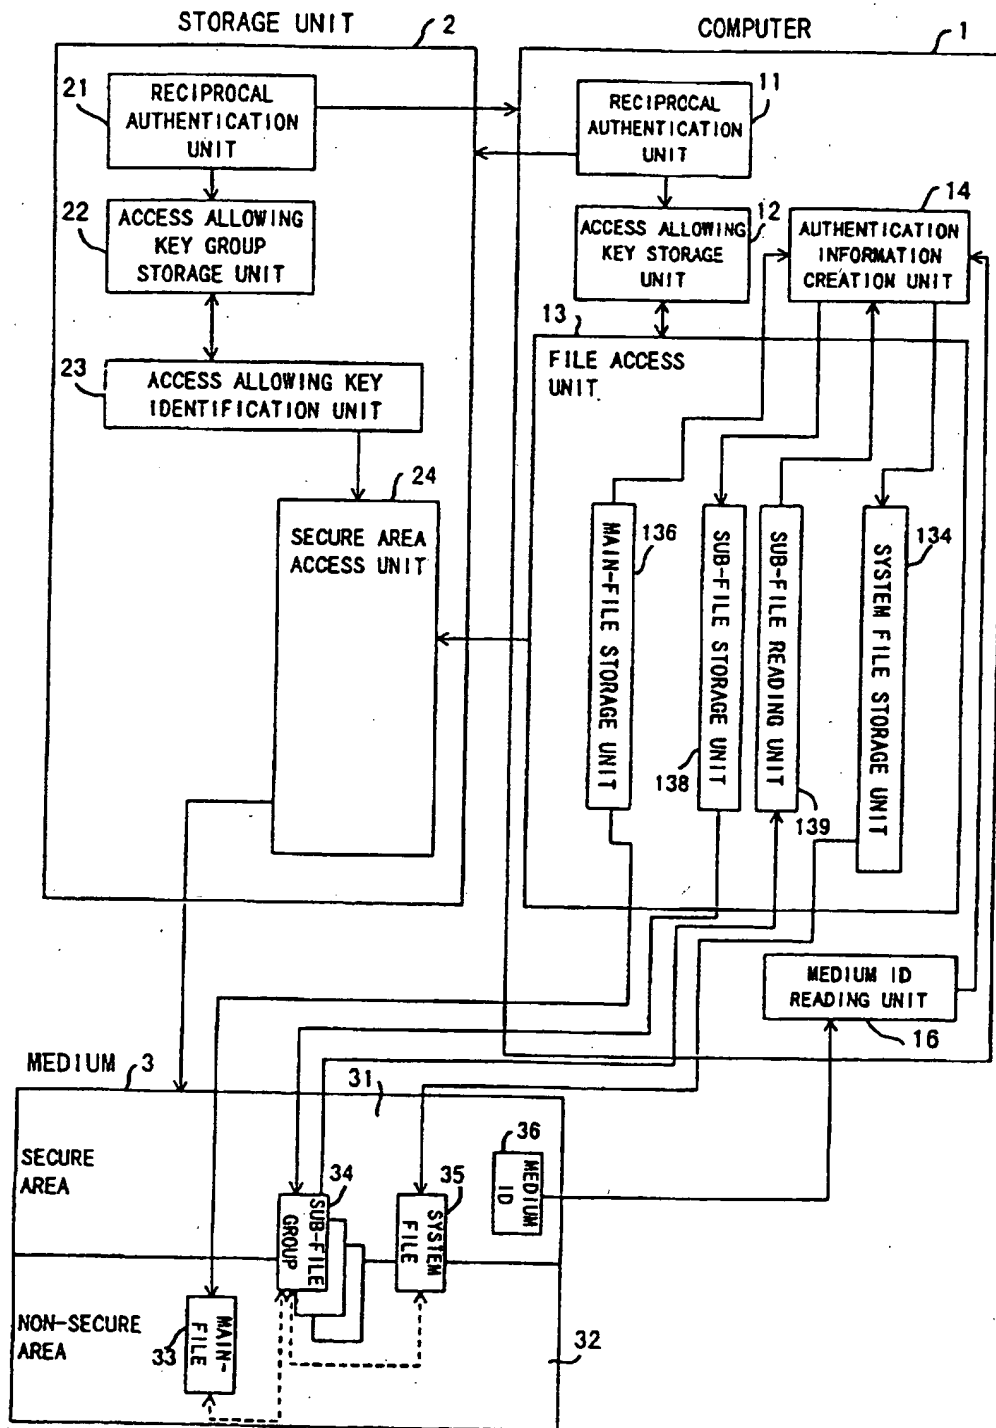 STORAGE UNIT
2
COMPUTER
1
21
RECIPROCAL
AUTHENTICATION
UNIT
22
ACCESS ALLOWING
KEY GROUP
STORAGE UNIT
23
ACCESS ALLOWING KEY
IDENTIFICATION UNIT
24
SECURE AREA
ACCESS UNIT
RECIPROCAL
AUTHENTICATION
UNIT
11
ACCESS ALLOWING
KEY STORAGE
UNIT
12
14
AUTHENTICATION
INFORMATION
CREATION UNIT
13
FILE ACCESS
UNIT
MAIN-FILE STORAGE UNIT
136
SUB-FILE STORAGE UNIT
138
SUB-FILE READING UNIT
139
SYSTEM FILE STORAGE UNIT
134
MEDIUM ID
READING UNIT
16
MEDIUM
3
31
SECURE
AREA
SUB-FILE
GROUP
34
SYSTEM
FILE
35
36
MEDIUM
ID
NON-SECURE
AREA
33
MAIN-
FILE
32